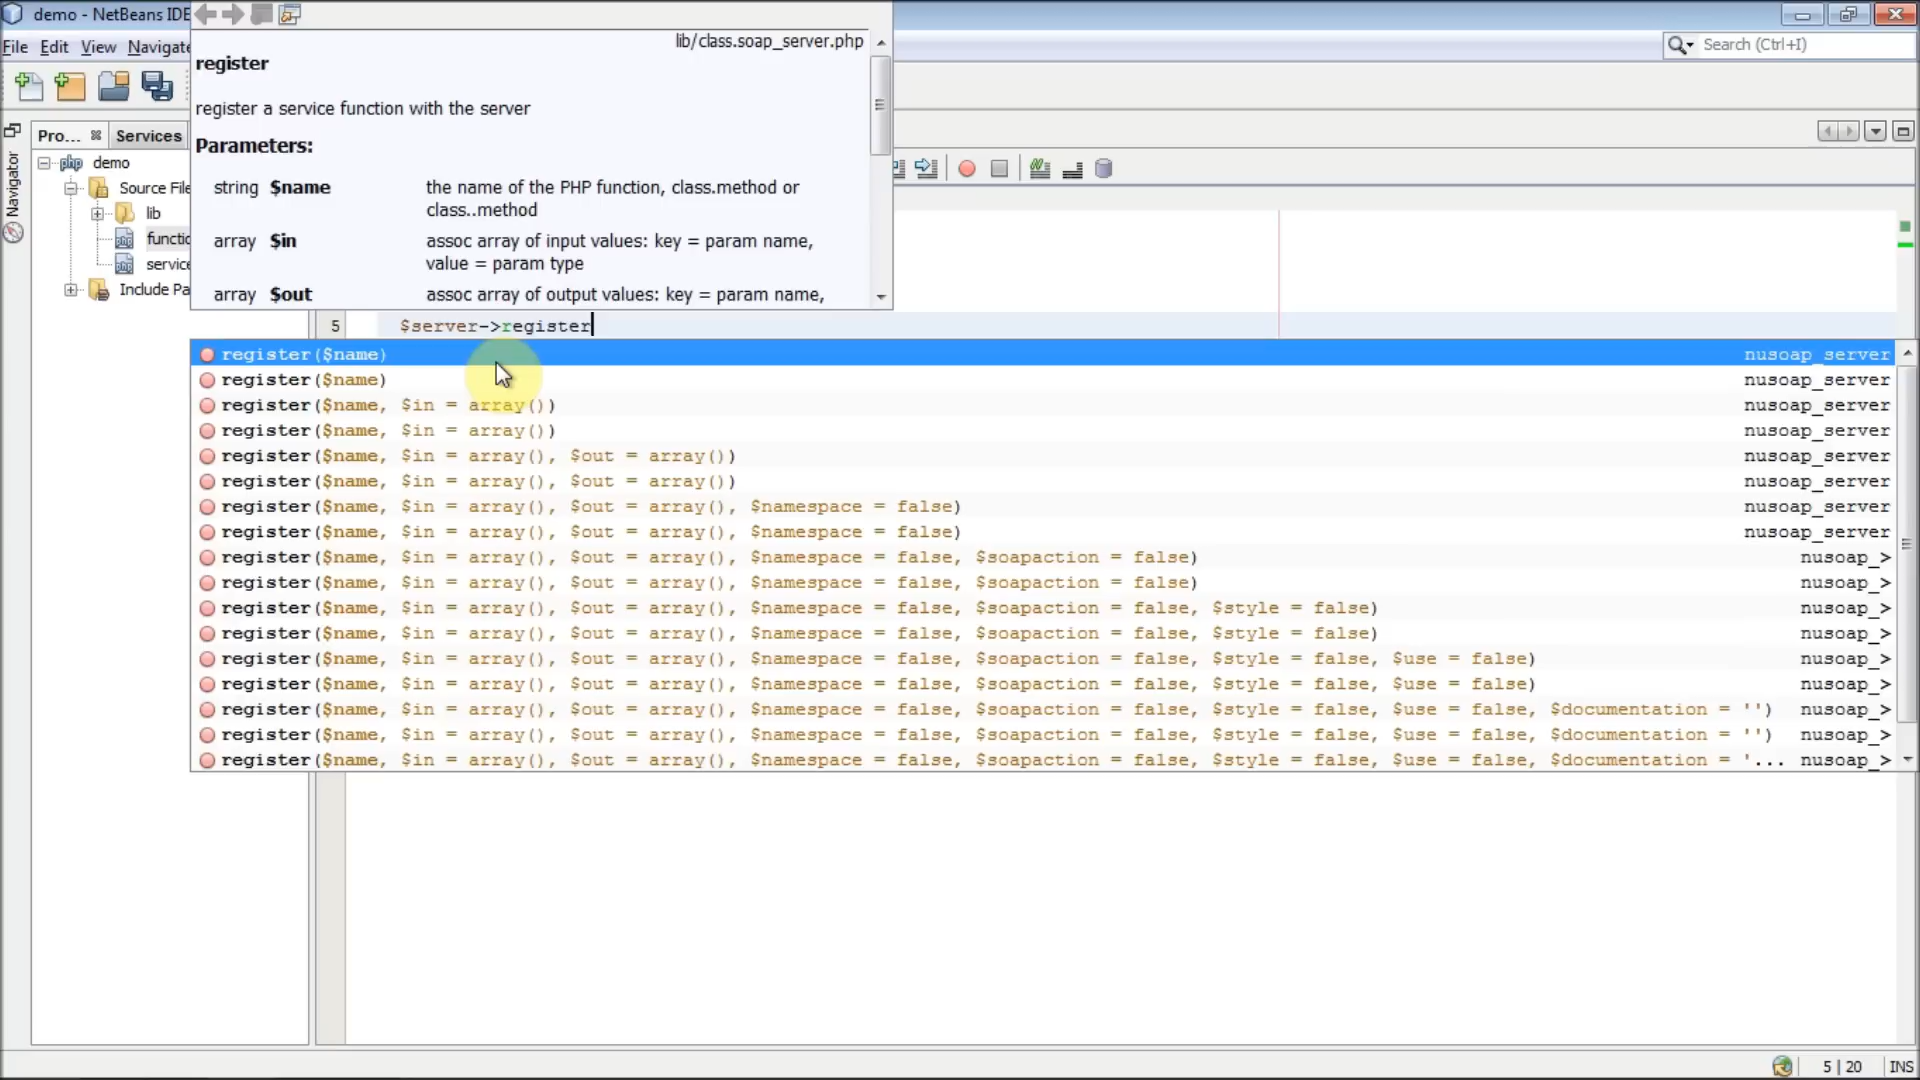 demo - NetBeans IDE
File Edit View Navigate
Search (Ctrl+I)
lib/class.soap_server.php
register
register a service function with the server
Parameters:
string $name the name of the PHP function, class.method or
class..method
array $in assoc array of input values: key = param name,
value = param type
array $out assoc array of output values: key = param name,
Navigator
Pro... Services
demo
Source File
lib
functio
service
Include Pa
5 $server->register
register($name) nusoap_server
register($name) nusoap_server
register($name, $in = array()) nusoap_server
register($name, $in = array()) nusoap_server
register($name, $in = array(), $out = array()) nusoap_server
register($name, $in = array(), $out = array()) nusoap_server
register($name, $in = array(), $out = array(), $namespace = false) nusoap_server
register($name, $in = array(), $out = array(), $namespace = false) nusoap_server
register($name, $in = array(), $out = array(), $namespace = false, $soapaction = false) nusoap_>
register($name, $in = array(), $out = array(), $namespace = false, $soapaction = false) nusoap_>
register($name, $in = array(), $out = array(), $namespace = false, $soapaction = false, $style = false) nusoap_>
register($name, $in = array(), $out = array(), $namespace = false, $soapaction = false, $style = false) nusoap_>
register($name, $in = array(), $out = array(), $namespace = false, $soapaction = false, $style = false, $use = false) nusoap_>
register($name, $in = array(), $out = array(), $namespace = false, $soapaction = false, $style = false, $use = false) nusoap_>
register($name, $in = array(), $out = array(), $namespace = false, $soapaction = false, $style = false, $use = false, $documentation = '') nusoap_>
register($name, $in = array(), $out = array(), $namespace = false, $soapaction = false, $style = false, $use = false, $documentation = '') nusoap_>
register($name, $in = array(), $out = array(), $namespace = false, $soapaction = false, $style = false, $use = false, $documentation = '... nusoap_>
5 | 20 INS